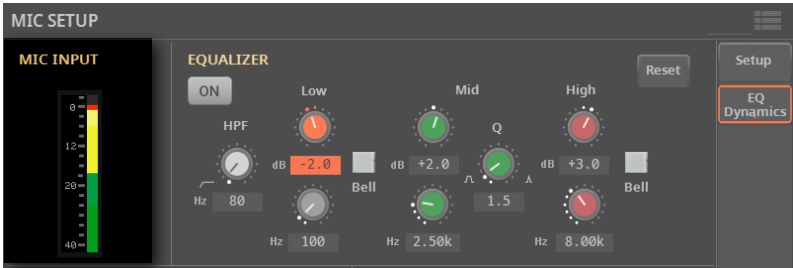 MIC SETUP
MIC INPUT
0
12
20
40
EQUALIZER
ON
Reset
Low
Mid
High
HPF
Q
dB -2.0
dB +2.0
dB +3.0
Bell
Bell
Hz 80
1.5
Hz 100
Hz 2.50k
Hz 8.00k
Setup
EQ
Dynamics